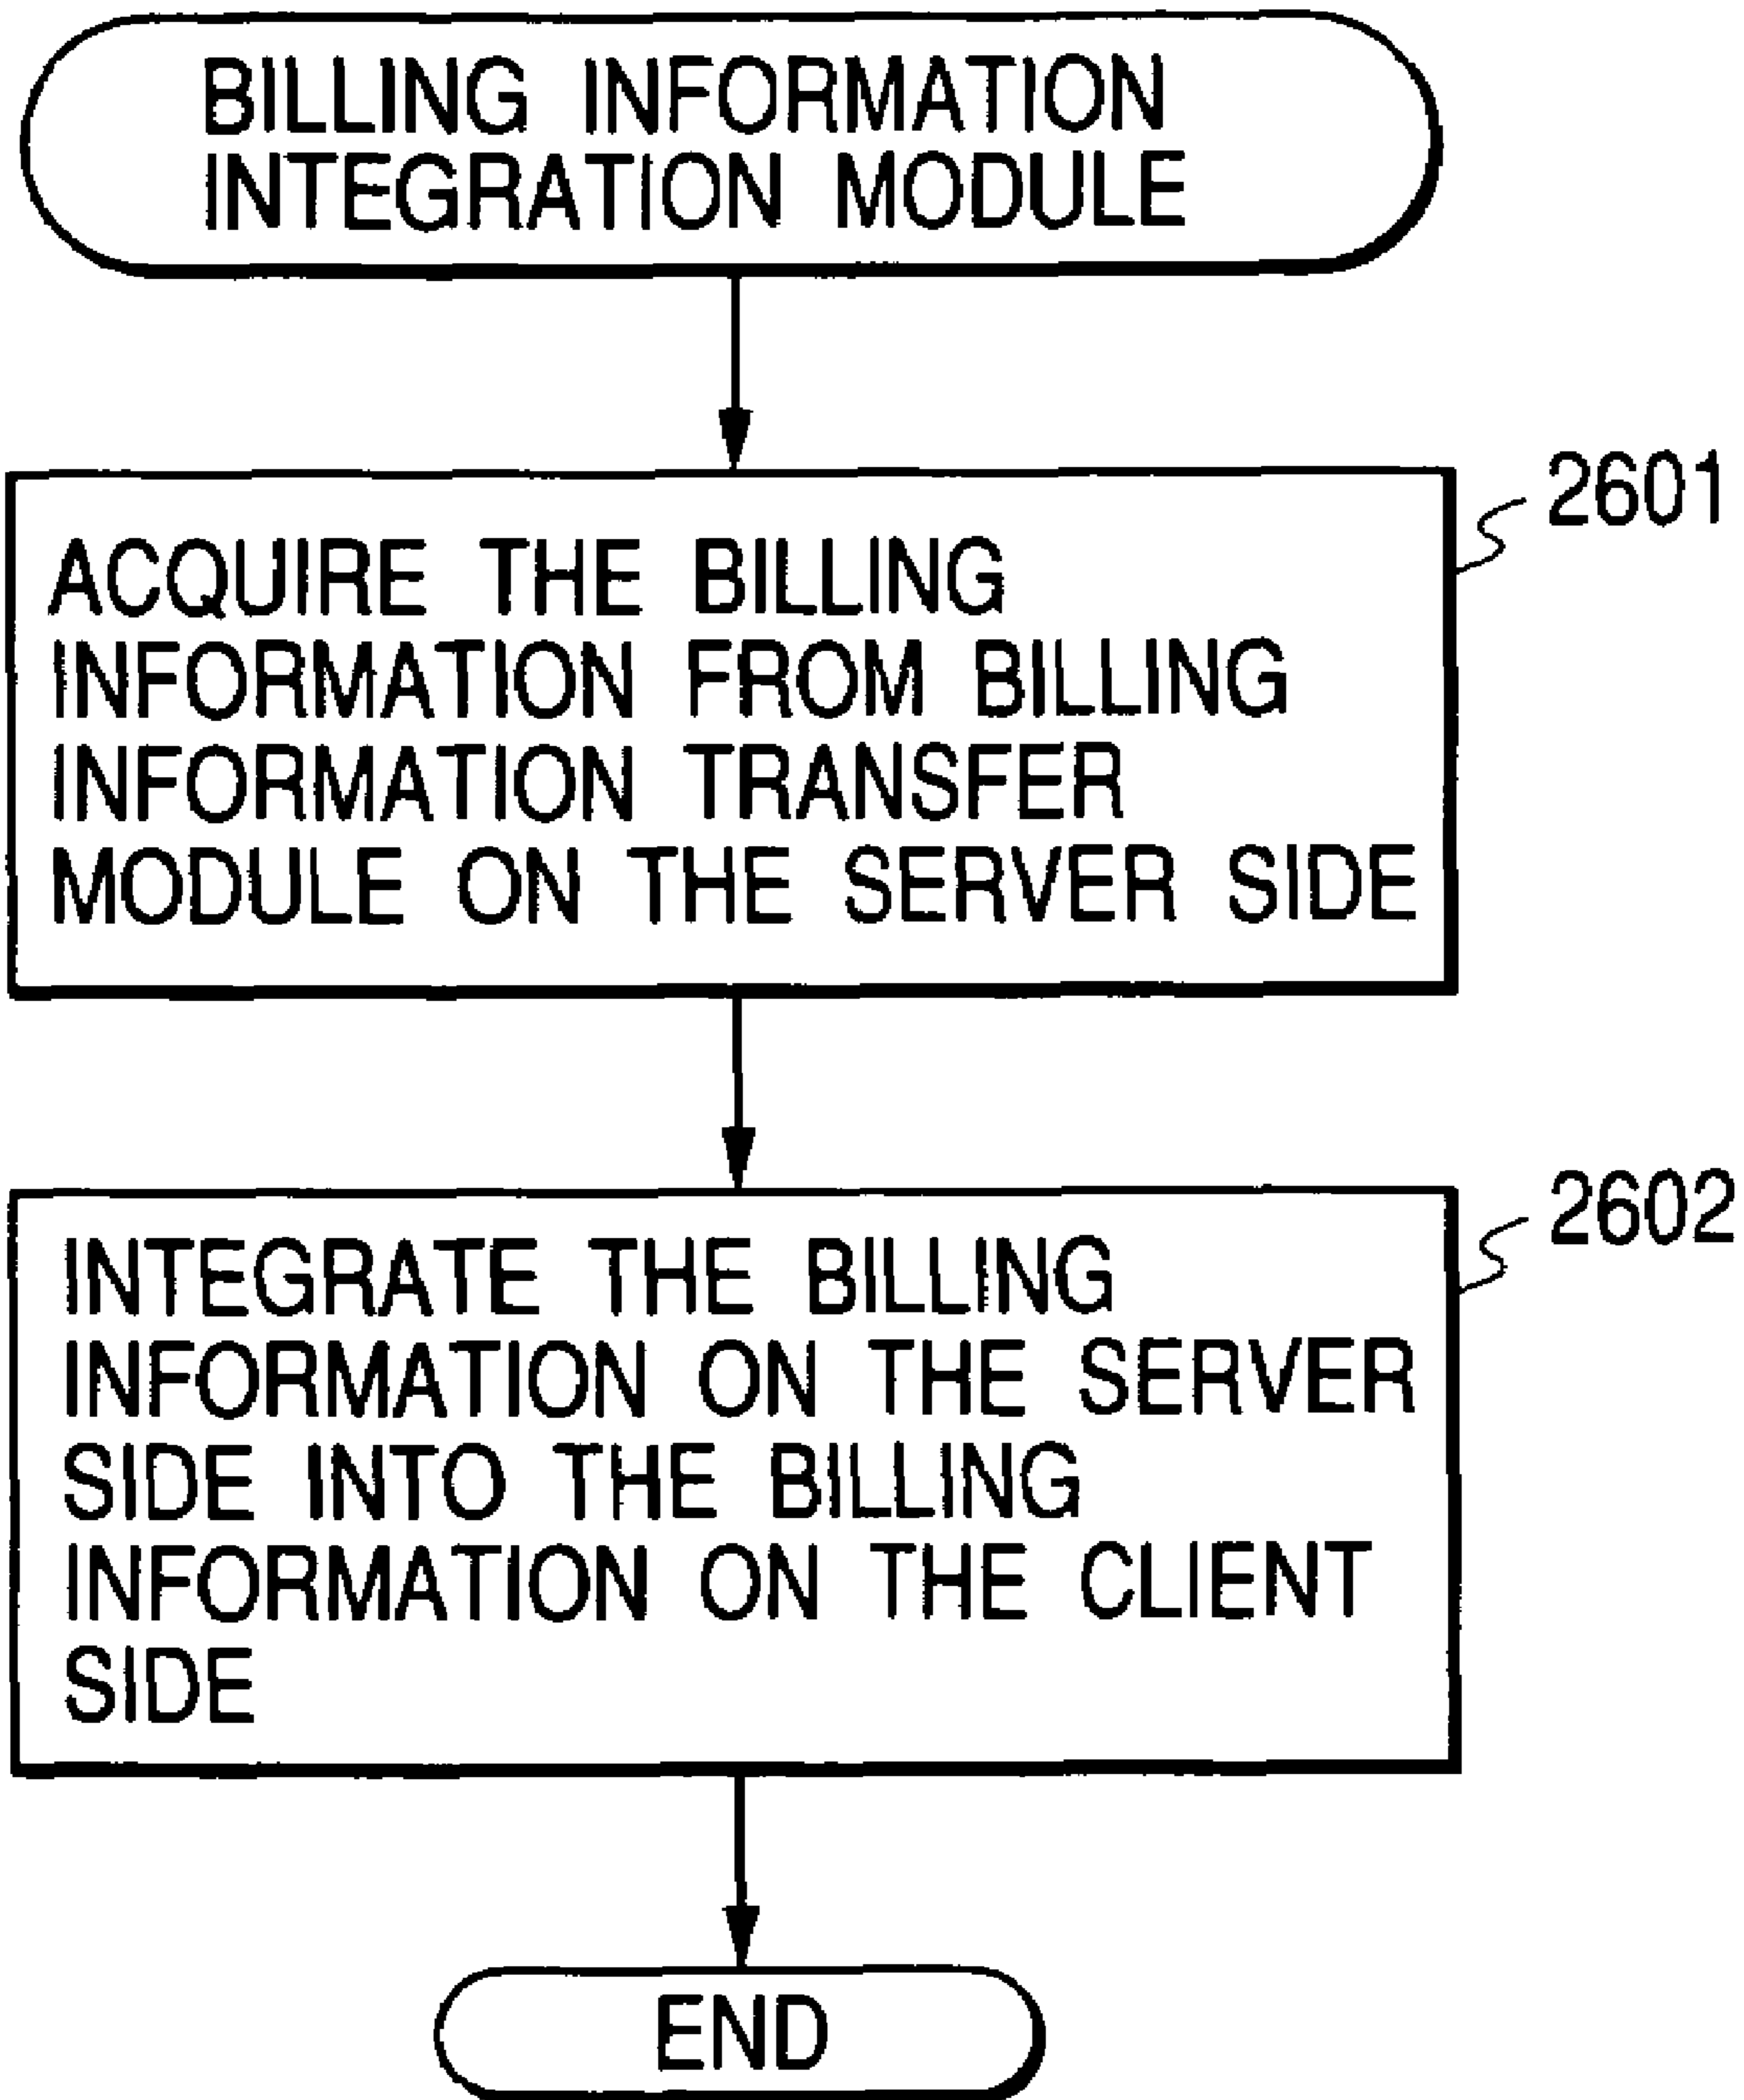 BILLING INFORMATION
INTEGRATION MODULE
2601
ACQUIRE THE BILLING
INFORMATION FROM BILLING
INFORMATION TRANSFER
MODULE ON THE SERVER SIDE
2602
INTEGRATE THE BILLING
INFORMATION ON THE SERVER
SIDE INTO THE BILLING
INFORMATION ON THE CLIENT
SIDE
END